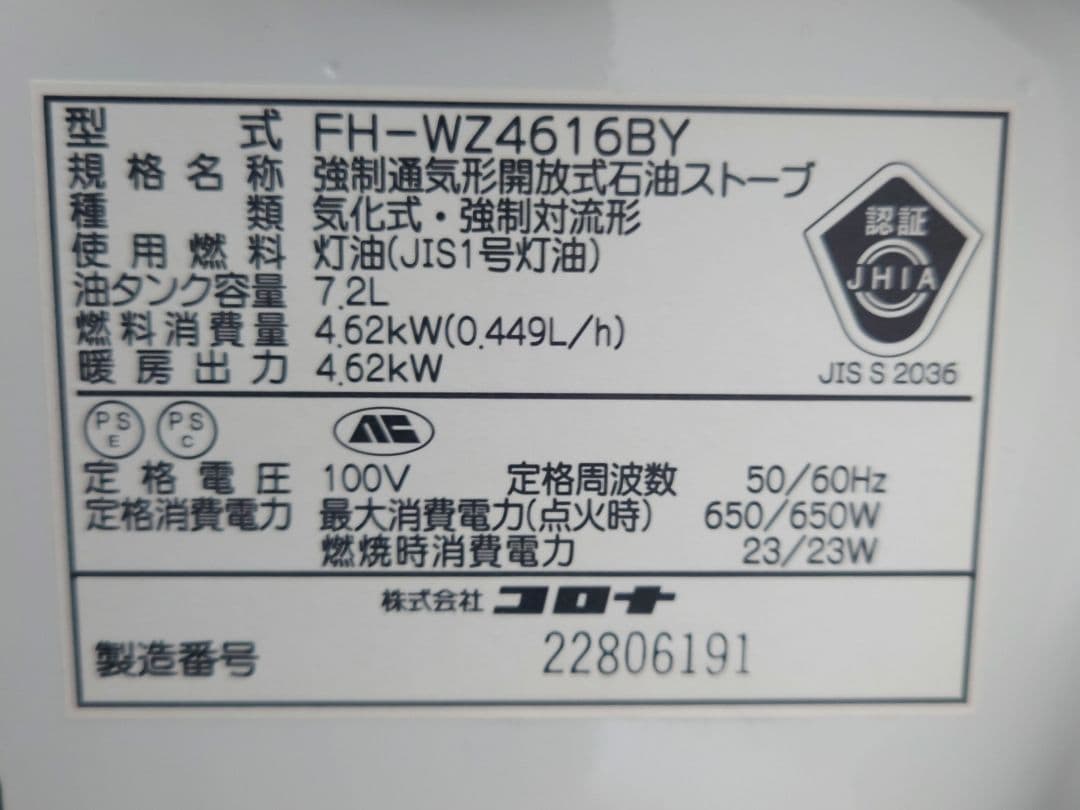 型式 FH-WZ4616BY
規格名称 強制通気形開放式石油ストーブ
種類 気化式・強制対流形
使用燃料 灯油(JIS1号灯油)
油タンク容量 7.2L
燃料消費量 4.62kW(0.449L/h)
暖房出力 4.62kW
認証
JHIA
JIS S 2036
PS E PS C
定格電圧 100V 定格周波数 50/60Hz
定格消費電力 最大消費電力(点火時) 650/650W
燃焼時消費電力 23/23W
株式会社 コロナ
製造番号 22806191